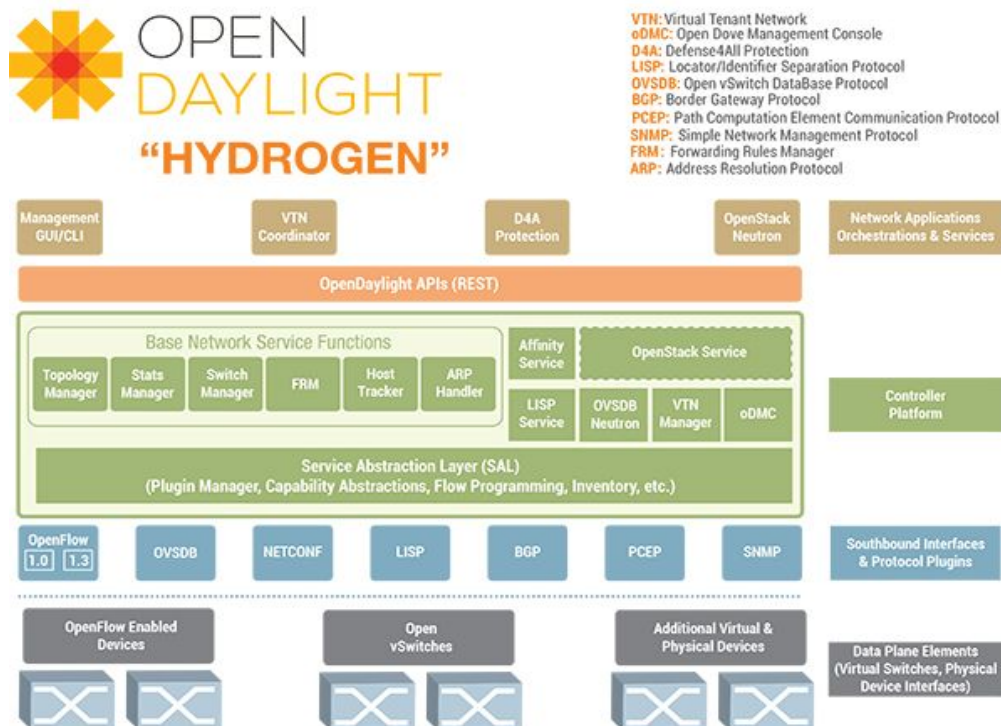 OPEN
DAYLIGHT
“HYDROGEN”
VTN: Virtual Tenant Network
oDMC: Open Dove Management Console
D4A: Defense4All Protection
LISP: Locator/Identifier Separation Protocol
OVSDB: Open vSwitch DataBase Protocol
BGP: Border Gateway Protocol
PCEP: Path Computation Element Communication Protocol
SNMP: Simple Network Management Protocol
FRM: Forwarding Rules Manager
ARP: Address Resolution Protocol
Management
GUI/CLI
VTN
Coordinator
D4A
Protection
OpenStack
Neutron
Network Applications
Orchestrations & Services
OpenDaylight APIs (REST)
Base Network Service Functions
Topology
Manager
Stats
Manager
Switch
Manager
FRM
Host
Tracker
ARP
Handler
Affinity
Service
OpenStack Service
LISP
Service
OVSDB
Neutron
VTN
Manager
oDMC
Controller
Platform
Service Abstraction Layer (SAL)
(Plugin Manager, Capability Abstractions, Flow Programming, Inventory, etc.)
OpenFlow
1.0 1.3
OVSDB
NETCONF
LISP
BGP
PCEP
SNMP
Southbound Interfaces
& Protocol Plugins
OpenFlow Enabled
Devices
Open
vSwitches
Additional Virtual &
Physical Devices
Data Plane Elements
(Virtual Switches, Physical
Device Interfaces)